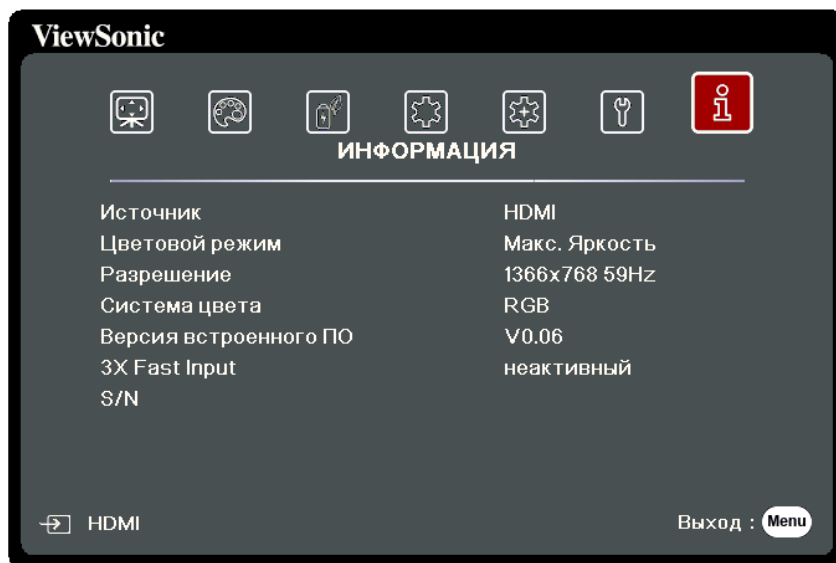 ViewSonic
ИНФОРМАЦИЯ
Источник HDMI
Цветовой режим Макс. Яркость
Разрешение 1366x768 59Hz
Система цвета RGB
Версия встроенного ПО V0.06
3X Fast Input неактивный
S/N
HDMI Выход : Menu